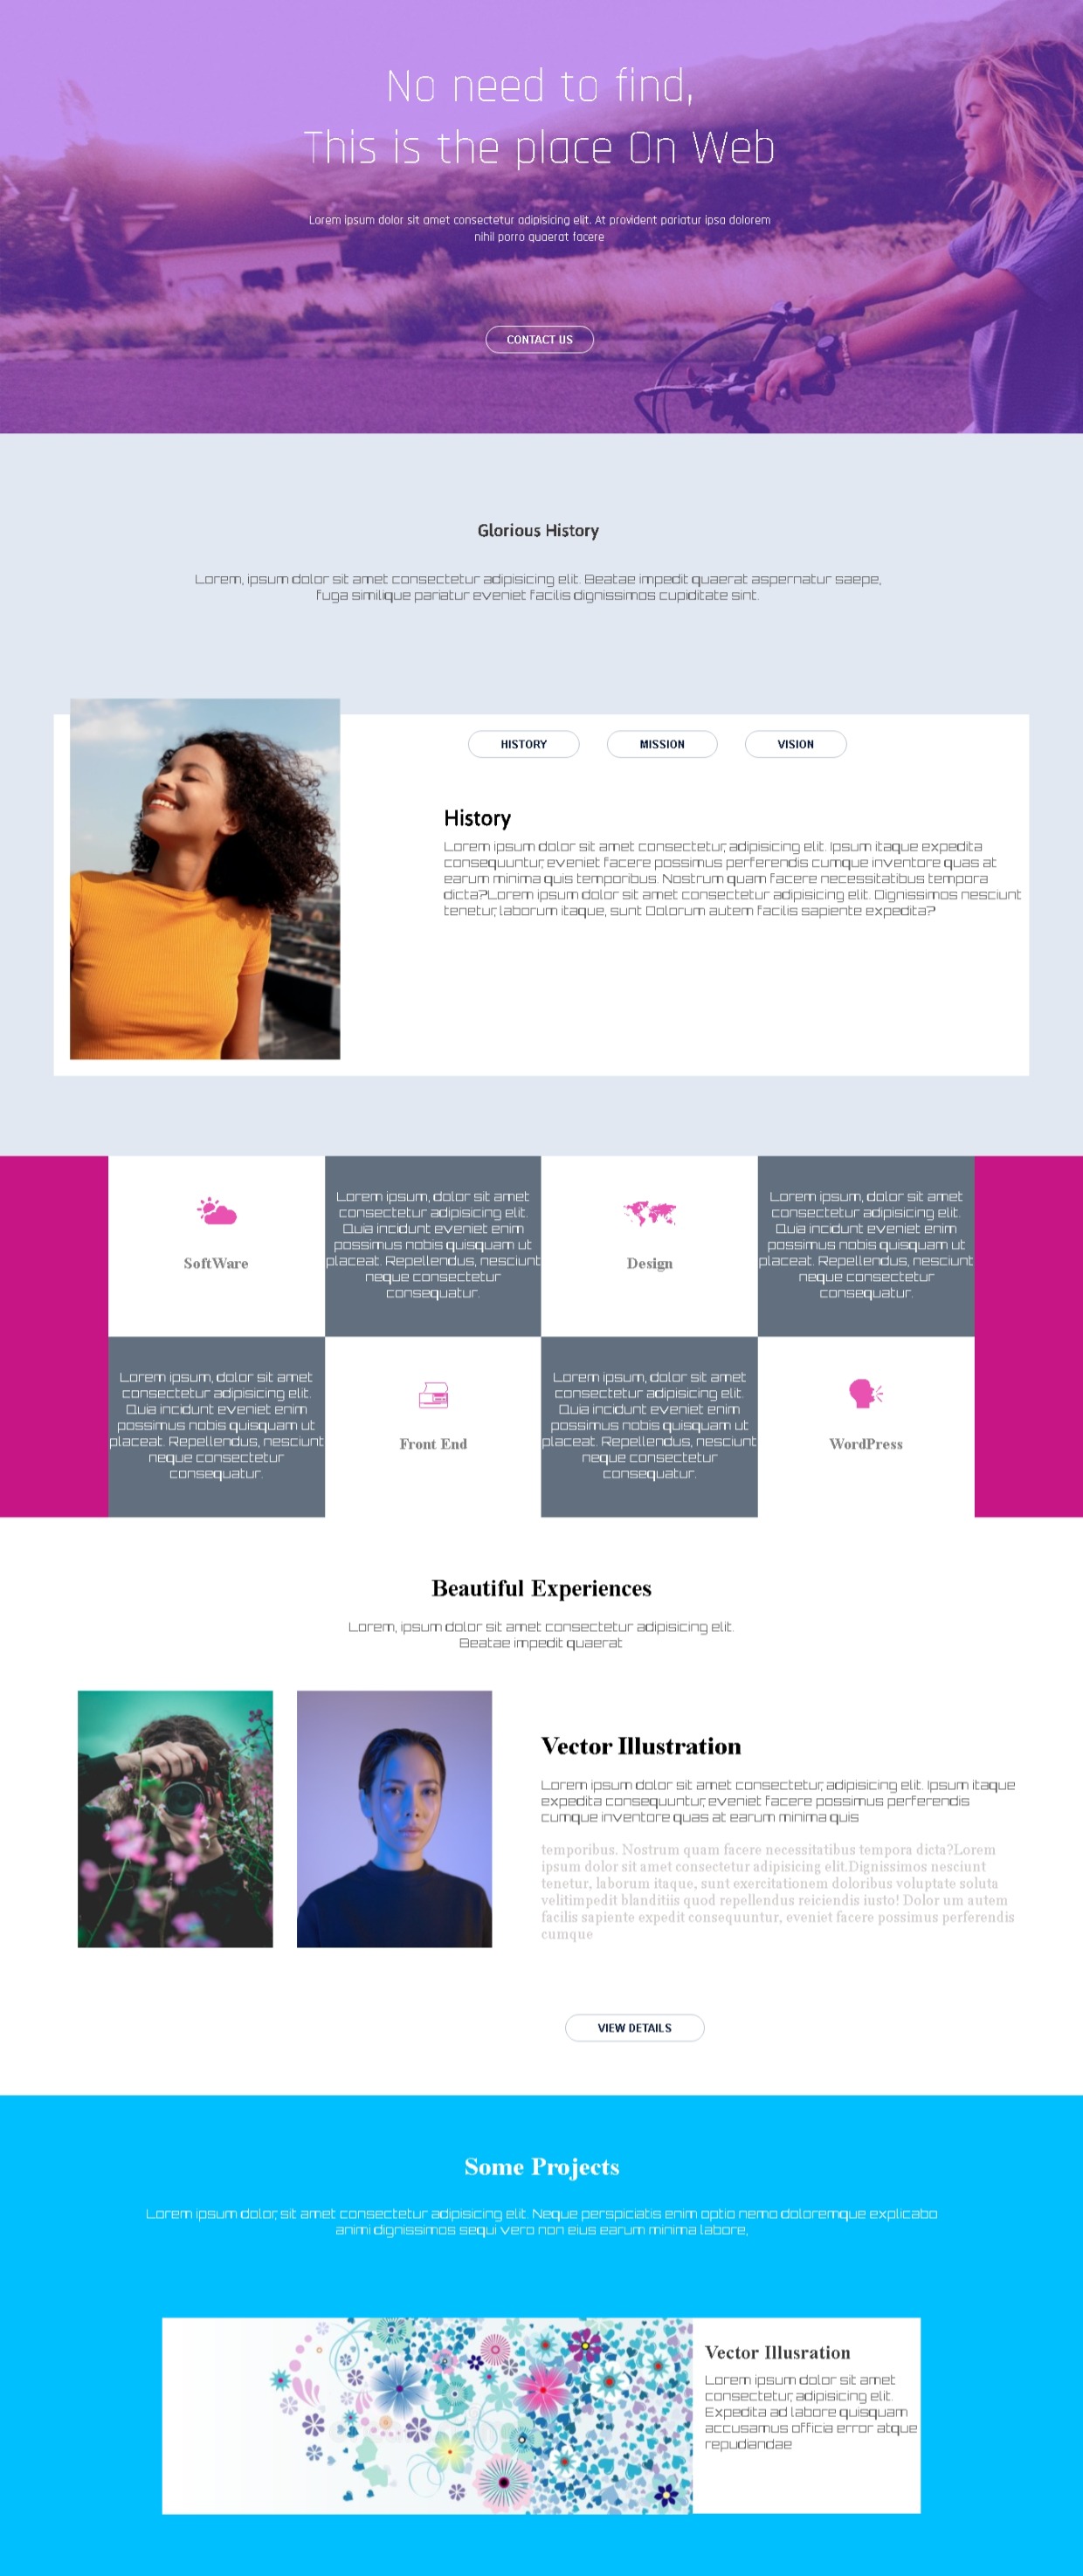 No need to find,
This is the place On Web
Lorem ipsum dolor sit amet consectetur adipisicing elit. At provident pariatur ipsa dolorem
nihil porro quaerat facere
CONTACT US
Glorious History
Lorem, ipsum dolor sit amet consectetur adipisicing elit. Beatae impedit quaerat aspernatur saepe,
fuga similique pariatur eveniet facilis dignissimos cupiditate sint.
HISTORY
MISSION
VISION
History
Lorem ipsum dolor sit amet consectetur, adipisicing elit. Ipsum itaque expedita
consequuntur, eveniet facere possimus perferendis cumque inventore quas at
earum minima quis temporibus. Nostrum quam facere necessitatibus tempora
dicta?Lorem ipsum dolor sit amet consectetur adipisicing elit. Dignissimos nesciunt
tenetur, laborum itaque, sunt Dolorum autem facilis sapiente expedita?
SoftWare
Lorem ipsum, dolor sit amet
consectetur adipisicing elit.
Quia incidunt eveniet enim
possimus nobis quisquam ut
placeat. Repellendus, nesciunt
neque consectetur
consequatur.
Design
Lorem ipsum, dolor sit amet
consectetur adipisicing elit.
Quia incidunt eveniet enim
possimus nobis quisquam ut
placeat. Repellendus, nesciunt
neque consectetur
consequatur.
Lorem ipsum, dolor sit amet
consectetur adipisicing elit.
Quia incidunt eveniet enim
possimus nobis quisquam ut
placeat. Repellendus, nesciunt
neque consectetur
consequatur.
Front End
Lorem ipsum, dolor sit amet
consectetur adipisicing elit.
Quia incidunt eveniet enim
possimus nobis quisquam ut
placeat. Repellendus, nesciunt
neque consectetur
consequatur.
WordPress
Beautiful Experiences
Lorem, ipsum dolor sit amet consectetur adipisicing elit.
Beatae impedit quaerat
Vector Illustration
Lorem ipsum dolor sit amet consectetur, adipisicing elit. Ipsum itaque
expedita consequuntur, eveniet facere possimus perferendis
cumque inventore quas at earum minima quis
temporibus. Nostrum quam facere necessitatibus tempora dicta?Lorem
ipsum dolor sit amet consectetur adipisicing elit.Dignissimos nesciunt
tenetur, laborum itaque, sunt exercitationem doloribus voluptate soluta
velitimpedit blanditiis quod repellendus reiciendis iusto! Dolor um autem
facilis sapiente expedit consequuntur, eveniet facere possimus perferendis
cumque
VIEW DETAILS
Some Projects
Lorem ipsum dolor, sit amet consectetur adipisicing elit. Neque perspiciatis enim optio nemo doloremque explicabo
animi dignissimos sequi vero non eius earum minima labore,
Vector Illusration
Lorem ipsum dolor sit amet
consectetur, adipisicing elit.
Expedita ad labore quisquam
accusamus officia error atque
repudiandae